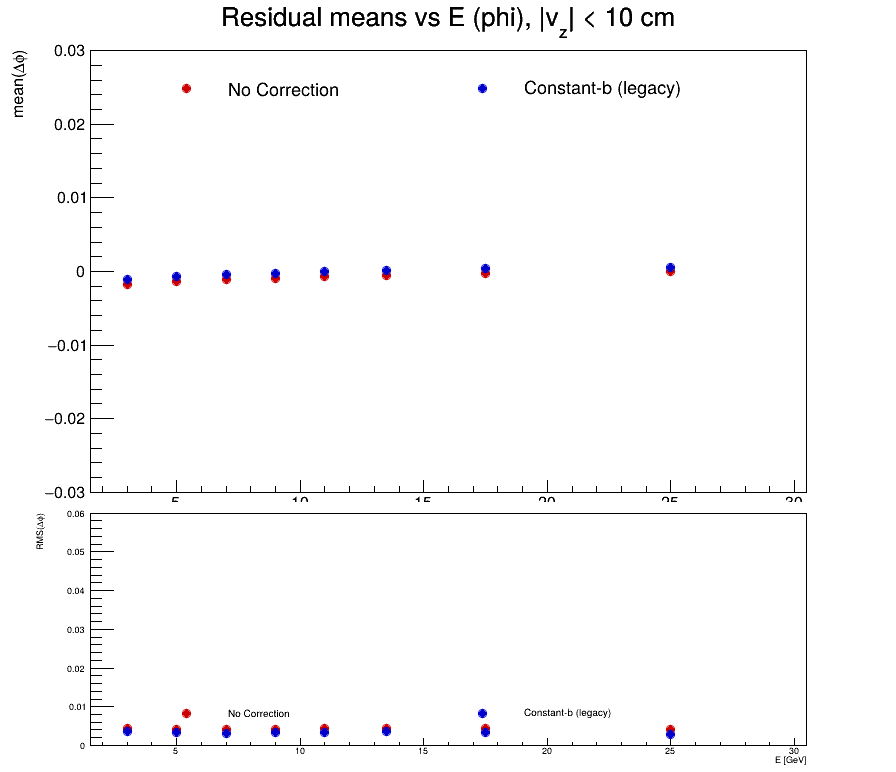 Residual means vs E (phi), |v_z| < 10 cm
mean(Δϕ)
0.03
No Correction
Constant-b (legacy)
0.02
0.01
0
−0.01
−0.02
−0.03
5 10 15 20 25 30
RMS(Δϕ)
0.06
0.05
0.04
0.03
0.02
0.01
No Correction
Constant-b (legacy)
0
5 10 15 20 25 30
E [GeV]